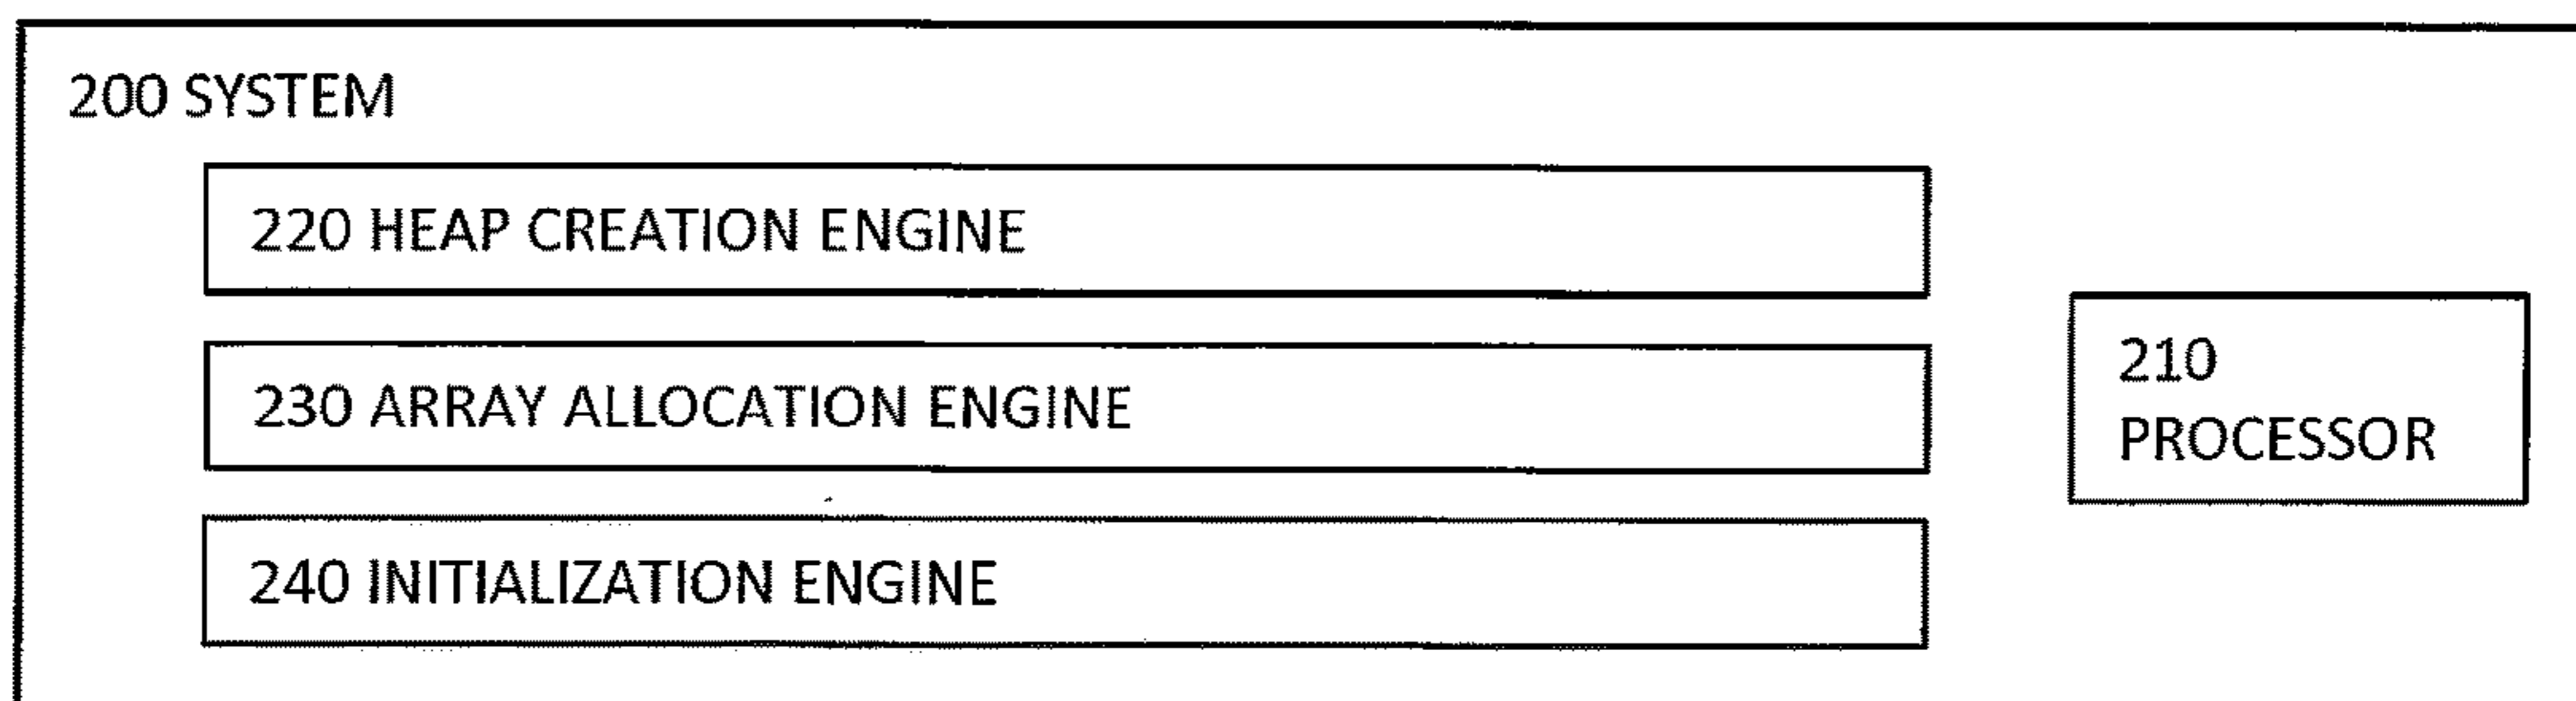 200 SYSTEM
220 HEAP CREATION ENGINE
230 ARRAY ALLOCATION ENGINE
210
PROCESSOR
240 INITIALIZATION ENGINE